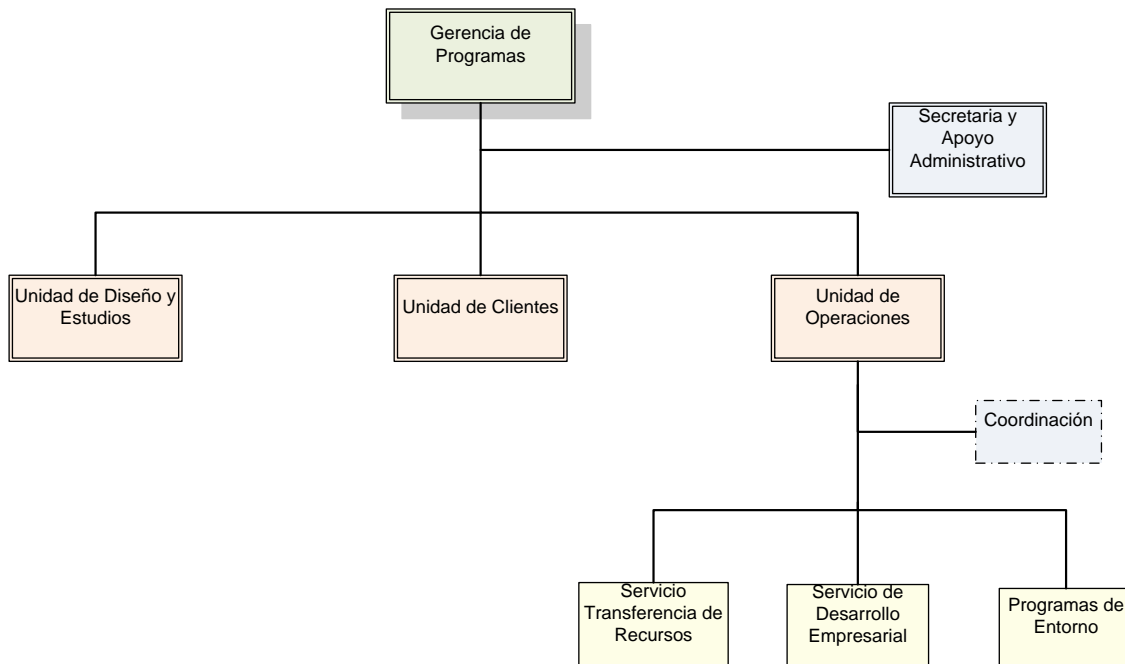 Gerencia de
Programas
Secretaria y
Apoyo
Administrativo
Unidad de Diseño y
Estudios
Unidad de Clientes
Unidad de
Operaciones
Coordinación
Servicio
Transferencia de
Recursos
Servicio de
Desarrollo
Empresarial
Programas de
Entorno